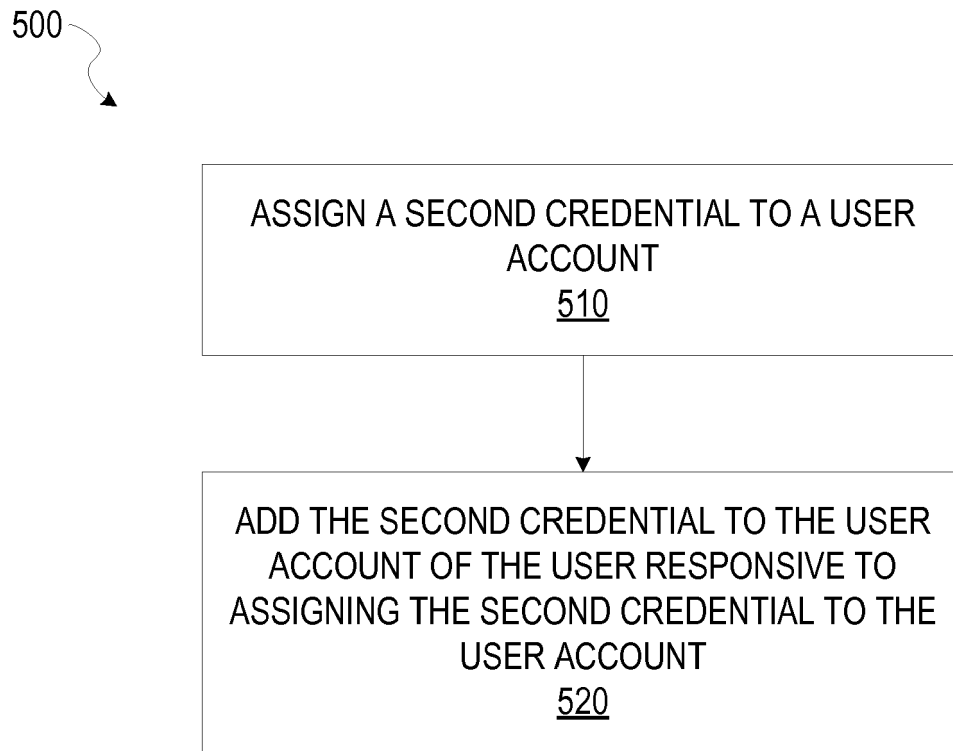 500
ASSIGN A SECOND CREDENTIAL TO A USER
ACCOUNT
510
ADD THE SECOND CREDENTIAL TO THE USER
ACCOUNT OF THE USER RESPONSIVE TO
ASSIGNING THE SECOND CREDENTIAL TO THE
USER ACCOUNT
520